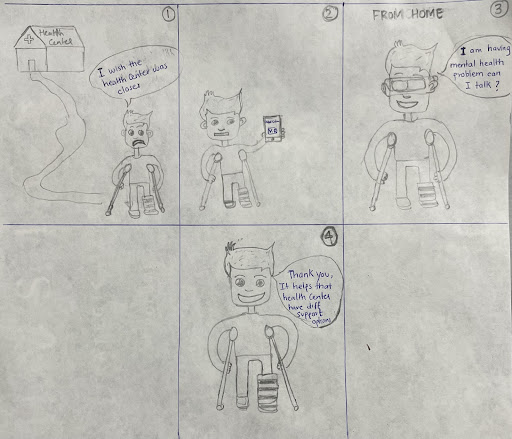 ①
Health
Center
I wish the
health Center was
closer
②
V.R
③
FROM HOME
I am having
mental health
problem can
I talk?
④
Thank you,
It helps that
health Center
have diff
support
options